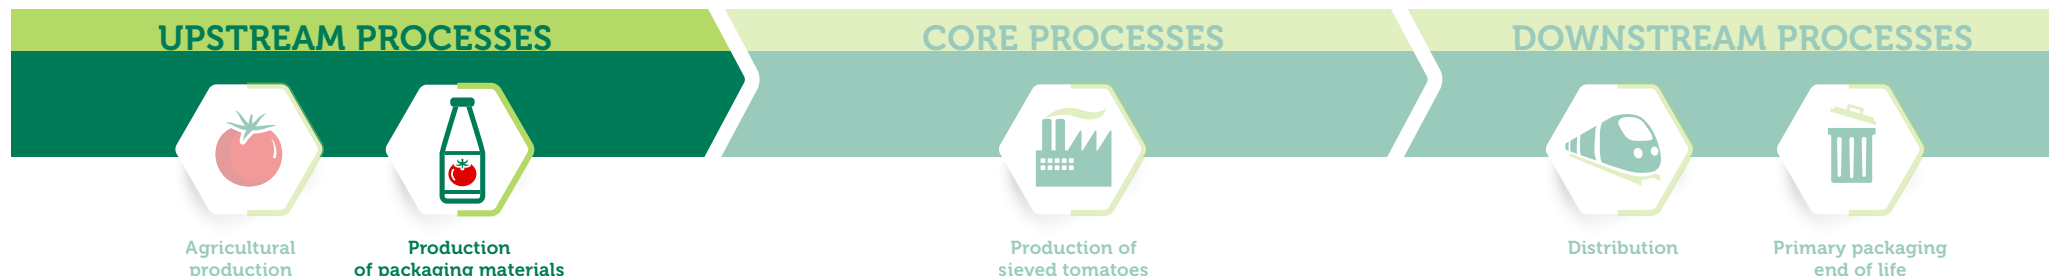 UPSTREAM PROCESSES
CORE PROCESSES
DOWNSTREAM PROCESSES
Agricultural
production
Production
of packaging materials
Production of
sieved tomatoes
Distribution
Primary packaging
end of life